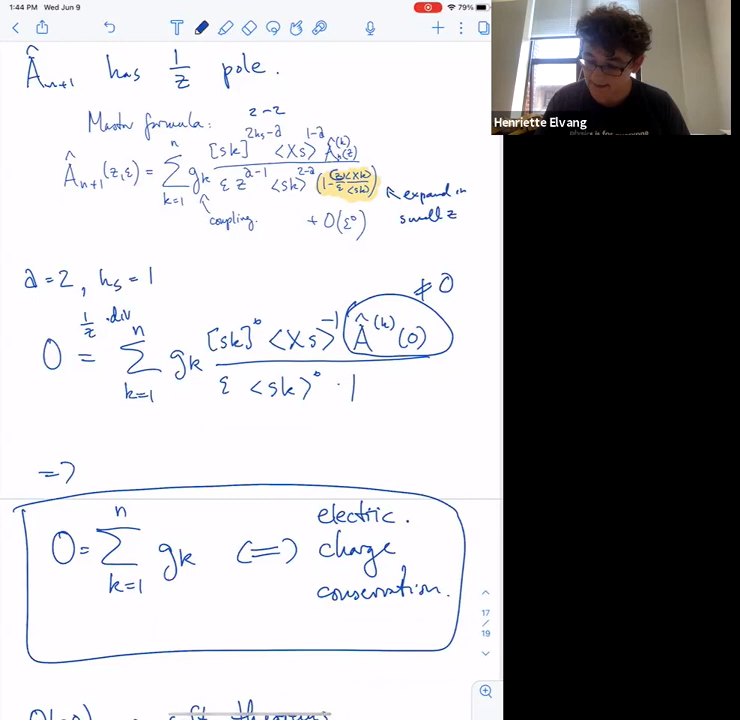 1:44 PM Wed Jun 9
79%
Henriette Elvang
Â_{n+1} has 1/z pole.
Master formula:
2-2
Â_{n+1}(z,ε) = Σ_{k=1}^{n} g_k [sk]^{2h_s-a} <Xs>^{1-a} Â_n^{(k)}(z) / ε z^{a-1} <sk>^{2-a} (1 - z<Xk>/ε<sk>) + O(ε⁰)
coupling.
expand in
small z
a=2, h_s=1
≠ 0
1/z div
0 = Σ_{k=1}^{n} g_k [sk]⁰ <Xs>^{-1} Â^{(k)}(0) / ε <sk>⁰ · 1
=>
0 = Σ_{k=1}^{n} g_k (<=>) electric
charge
conservation.
17
/
19